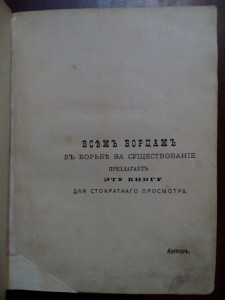 ВСѢМЪ БОРЦАМЪ
ВЪ БОРЬБѢ ЗА СУЩЕСТВОВАНІЕ
ПРЕДЛАГАЕТЪ
ЭТУ КНИГУ
ДЛЯ СТОКРАТНАГО ПРОСМОТРА.
Авторъ.